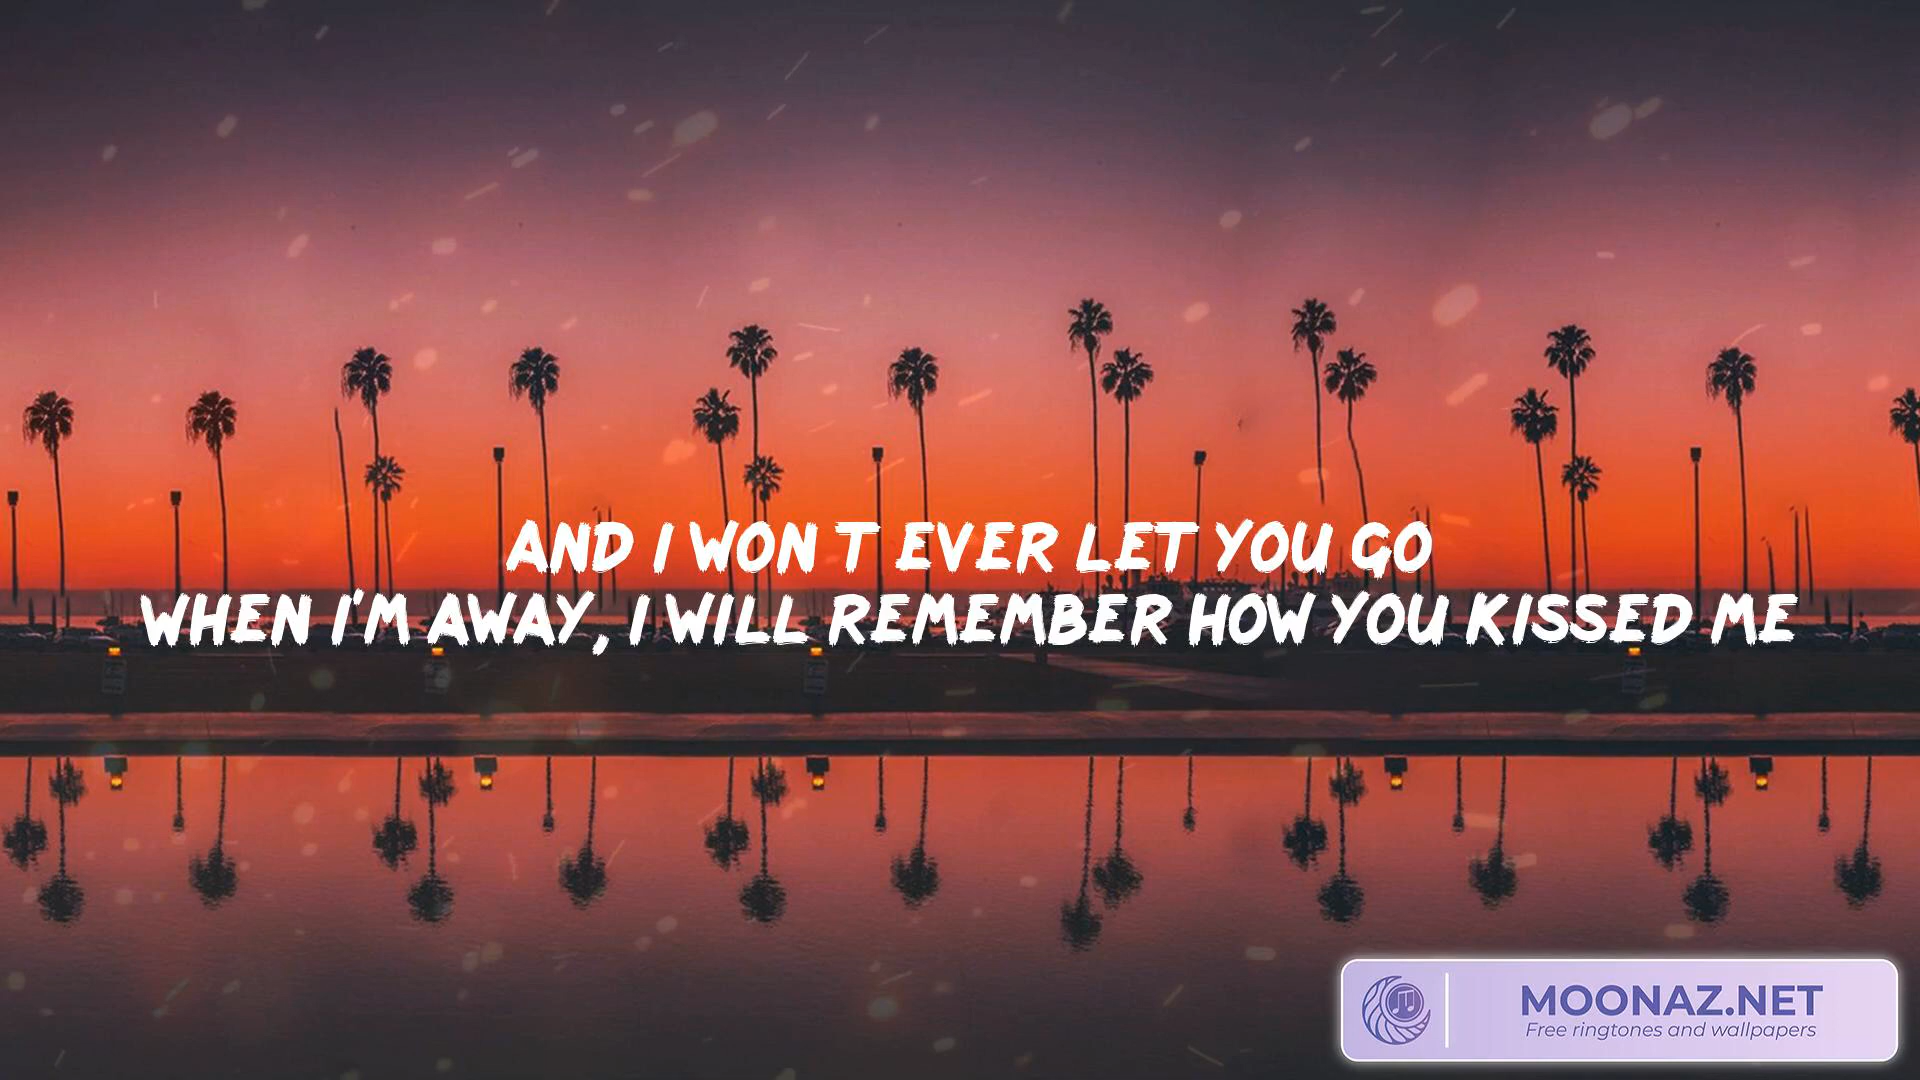 AND I WON T EVER LET YOU GO
WHEN I'M AWAY, I WILL REMEMBER HOW YOU KISSED ME
MOONAZ.NET
Free ringtones and wallpapers